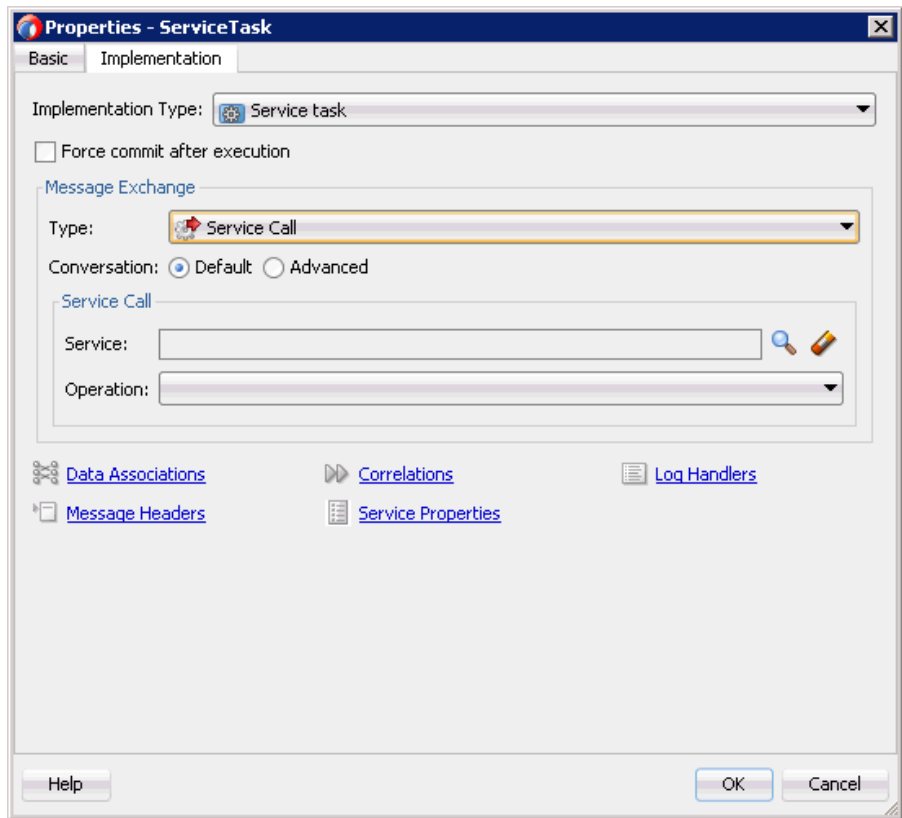 Properties - ServiceTask
Basic Implementation
Implementation Type: Service task
Force commit after execution
Message Exchange
Type: Service Call
Conversation: Default Advanced
Service Call
Service:
Operation:
Data Associations Correlations Log Handlers
Message Headers Service Properties
Help OK Cancel